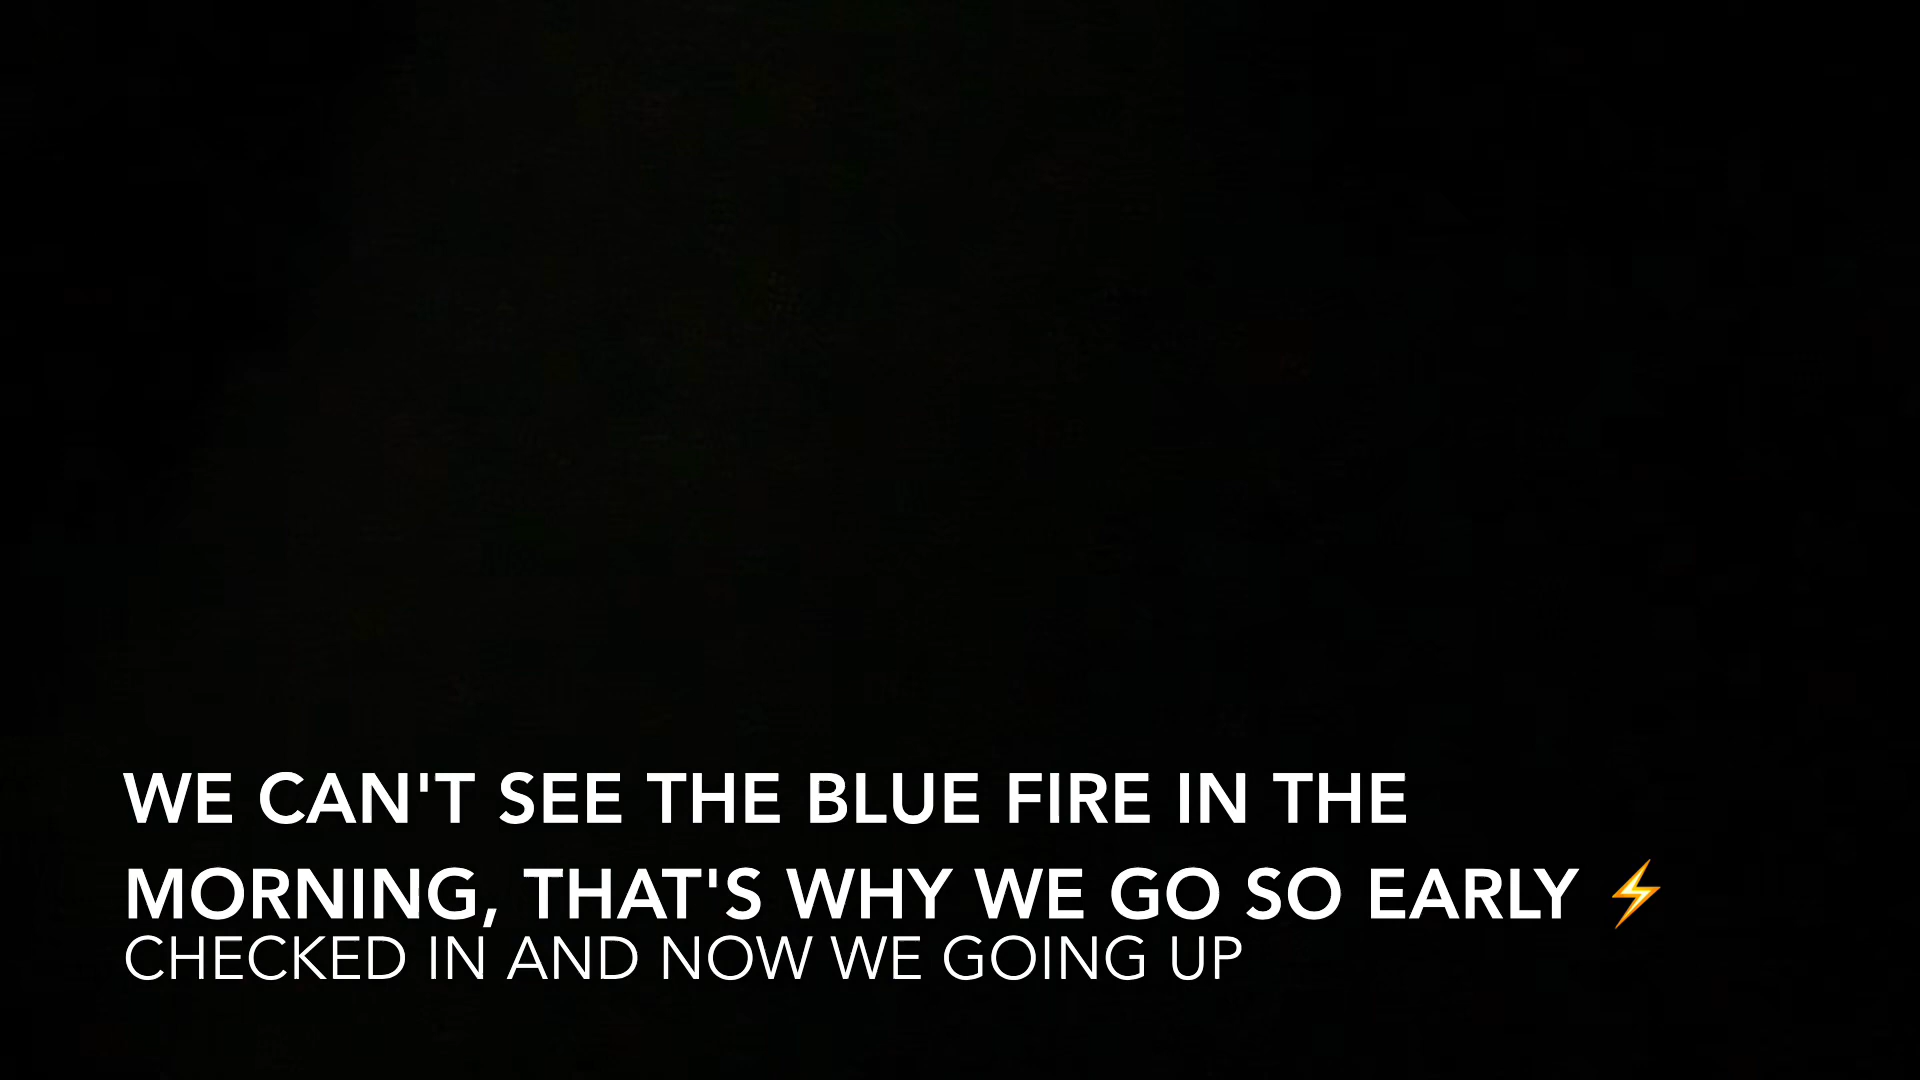 WE CAN'T SEE THE BLUE FIRE IN THE
MORNING, THAT'S WHY WE GO SO EARLY ⚡
CHECKED IN AND NOW WE GOING UP